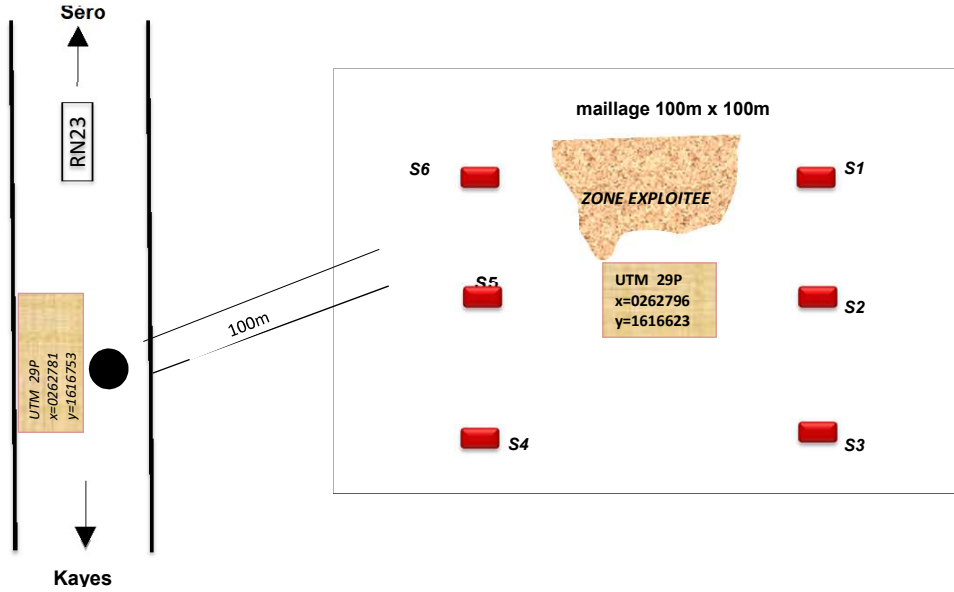 Séro
RN23
UTM 29P
x=0262781
y=1616753
Kayes
100m
maillage 100m x 100m
S6
ZONE EXPLOITEE
S1
S5
UTM 29P
x=0262796
y=1616623
S2
S4
S3